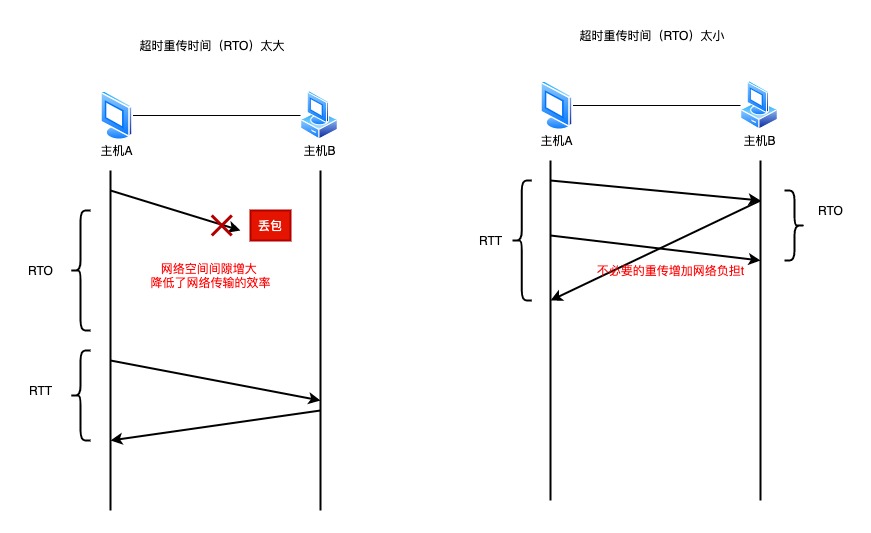 超时重传时间（RTO）太大
主机A
主机B
丢包
网络空间间隙增大
降低了网络传输的效率
RTO
RTT
超时重传时间（RTO）太小
主机A
主机B
RTT
RTO
不必要的重传增加网络负担t